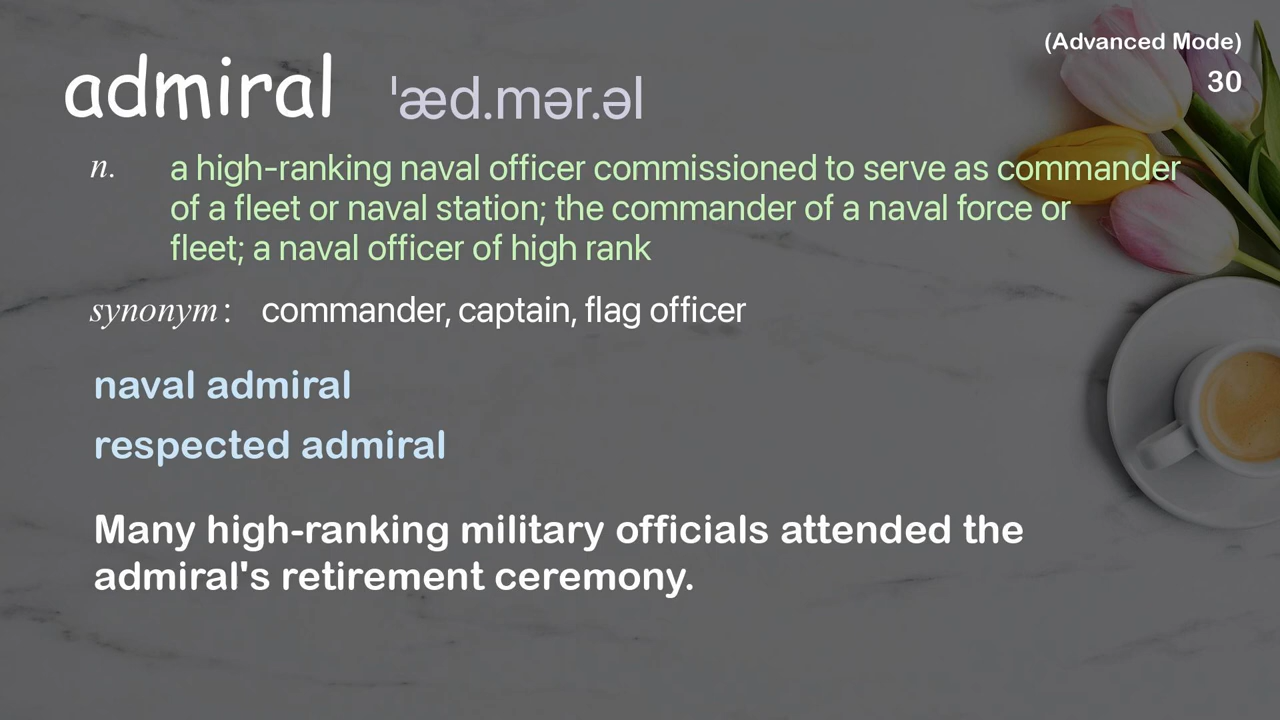 (Advanced Mode)
30
admiral ˈæd.mər.əl
n. a high-ranking naval officer commissioned to serve as commander
of a fleet or naval station; the commander of a naval force or
fleet; a naval officer of high rank
synonym: commander, captain, flag officer
naval admiral
respected admiral
Many high-ranking military officials attended the
admiral's retirement ceremony.